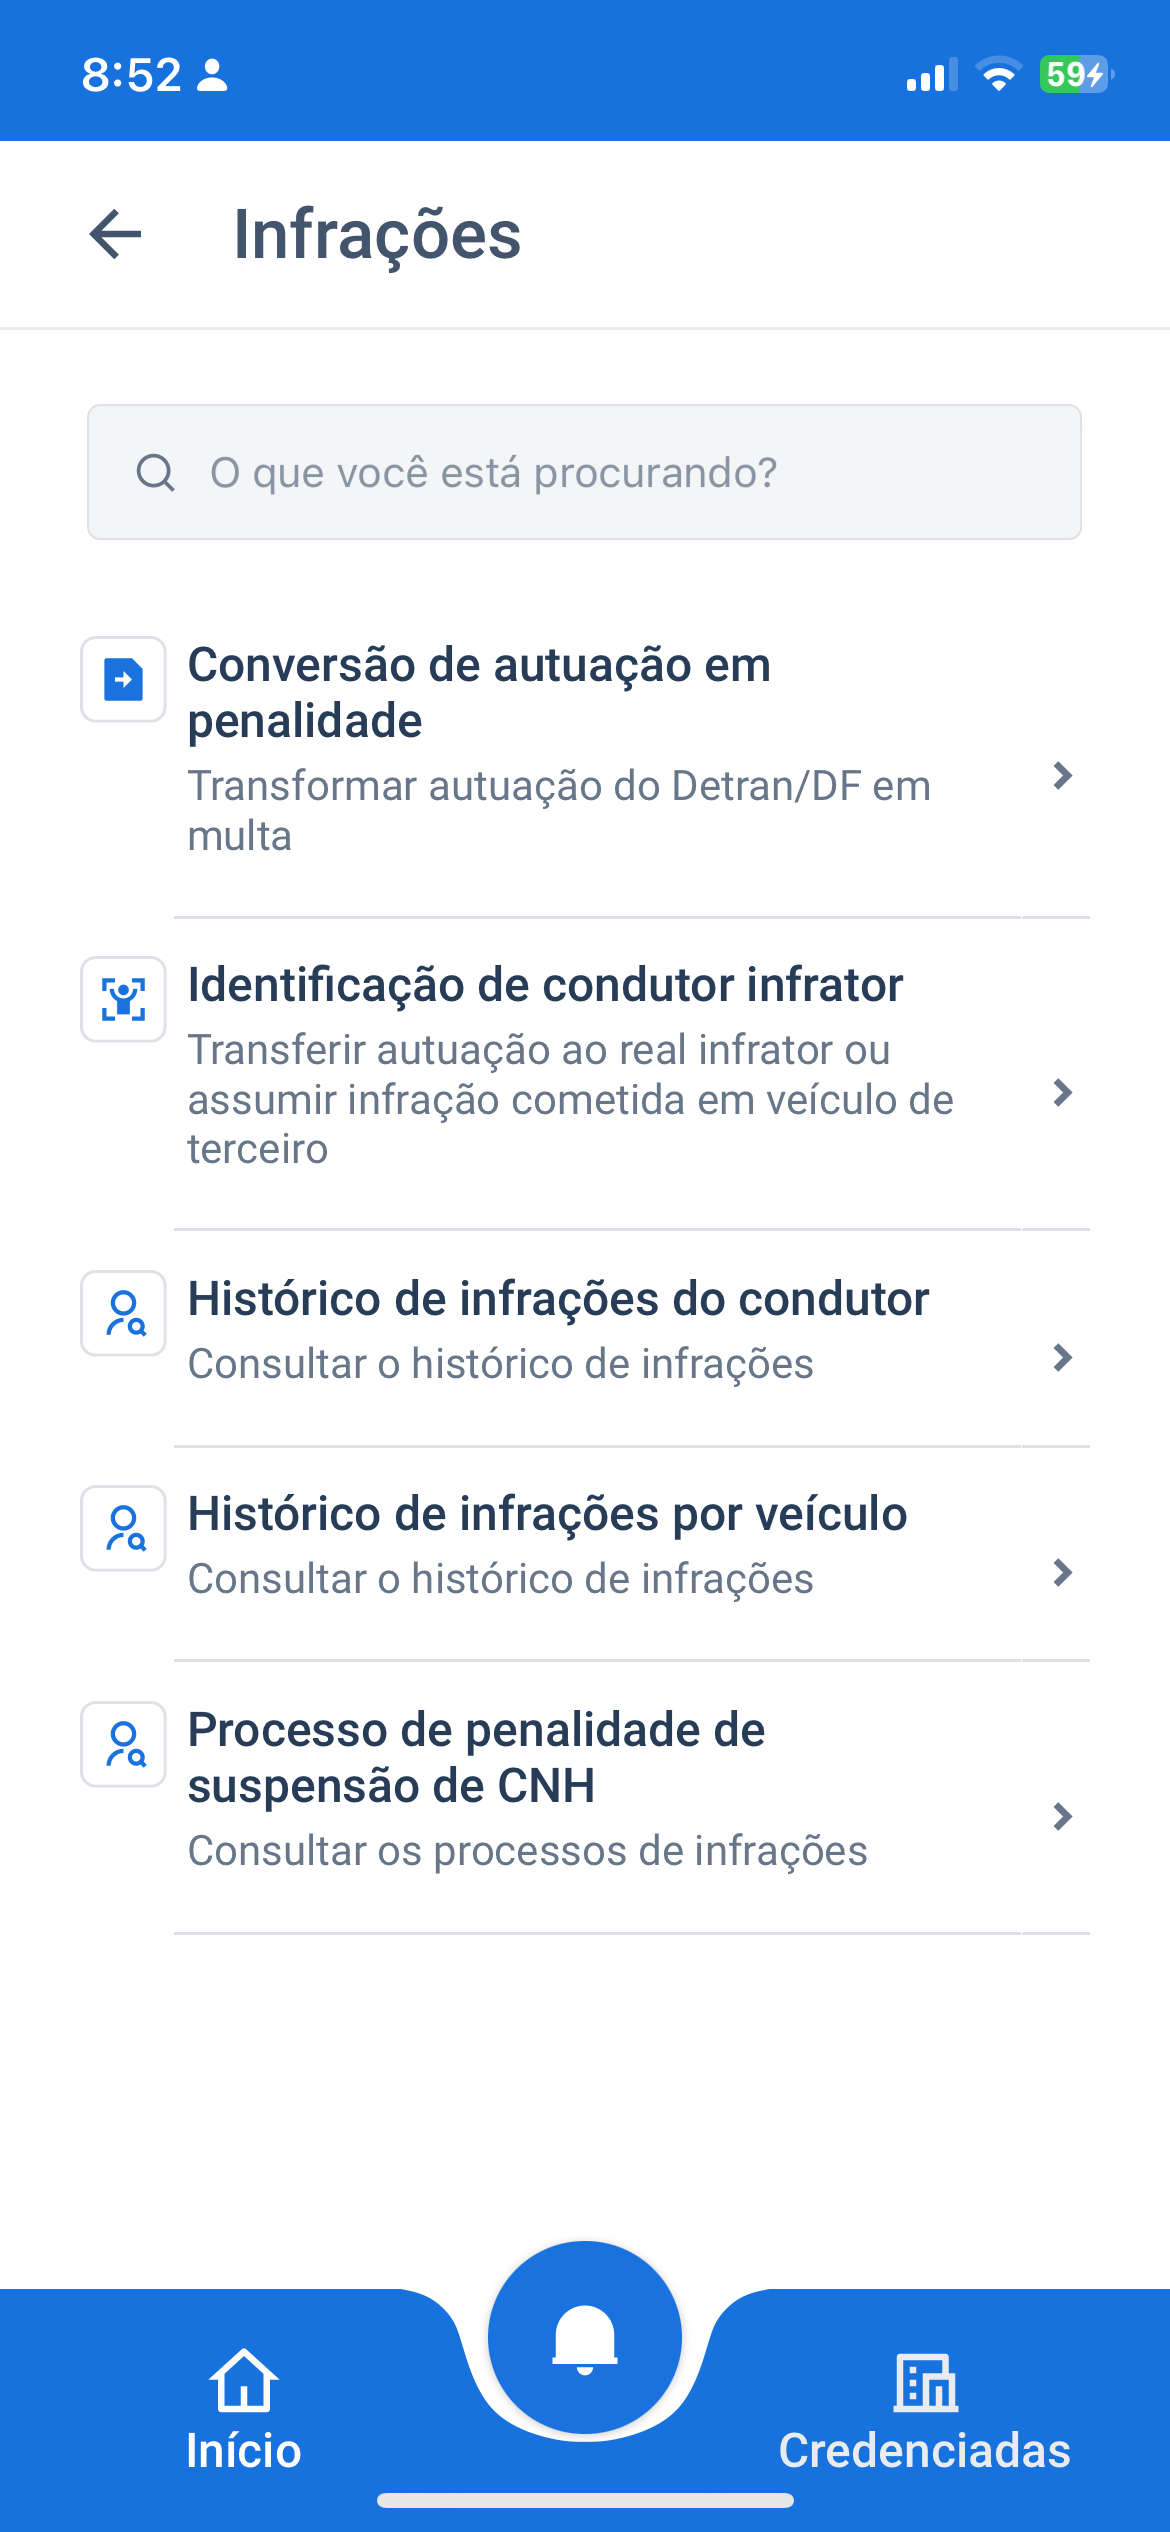 8:52
59
Infrações
O que você está procurando?
Conversão de autuação em
penalidade
Transformar autuação do Detran/DF em
multa
Identificação de condutor infrator
Transferir autuação ao real infrator ou
assumir infração cometida em veículo de
terceiro
Histórico de infrações do condutor
Consultar o histórico de infrações
Histórico de infrações por veículo
Consultar o histórico de infrações
Processo de penalidade de
suspensão de CNH
Consultar os processos de infrações
Início
Credenciadas